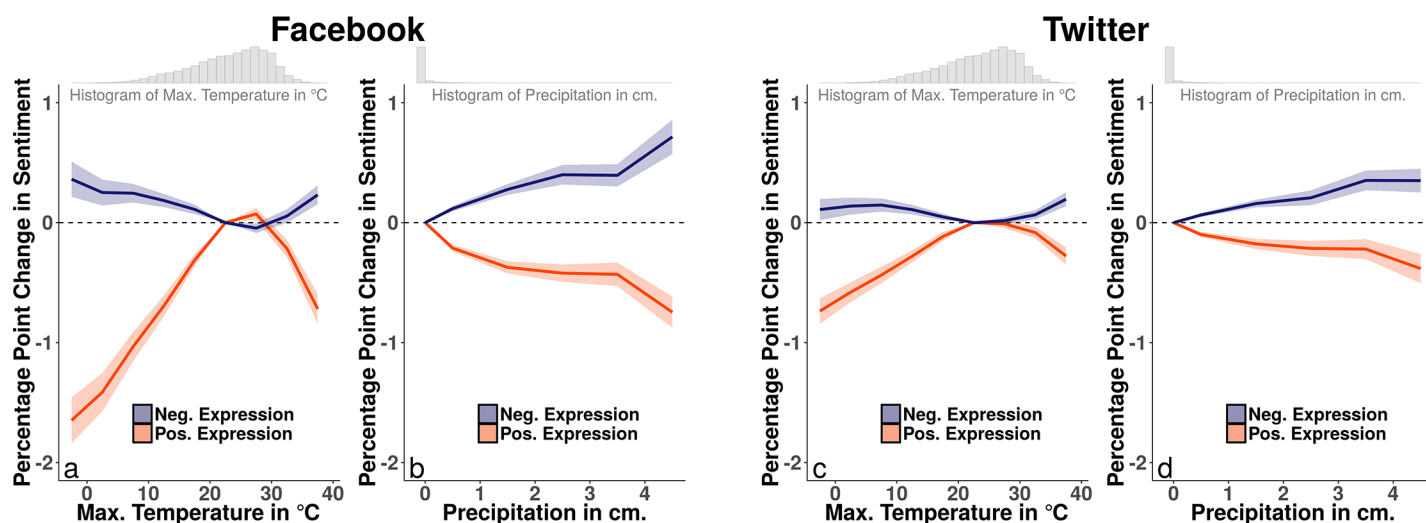 Facebook
Twitter
Histogram of Max. Temperature in °C
Percentage Point Change in Sentiment
1
0
-1
-2
Neg. Expression
Pos. Expression
a
0 10 20 30 40
Max. Temperature in °C
Histogram of Precipitation in cm.
Percentage Point Change in Sentiment
1
0
-1
-2
Neg. Expression
Pos. Expression
b
0 1 2 3 4
Precipitation in cm.
Histogram of Max. Temperature in °C
Percentage Point Change in Sentiment
1
0
-1
-2
Neg. Expression
Pos. Expression
c
0 10 20 30 40
Max. Temperature in °C
Histogram of Precipitation in cm.
Percentage Point Change in Sentiment
1
0
-1
-2
Neg. Expression
Pos. Expression
d
0 1 2 3 4
Precipitation in cm.